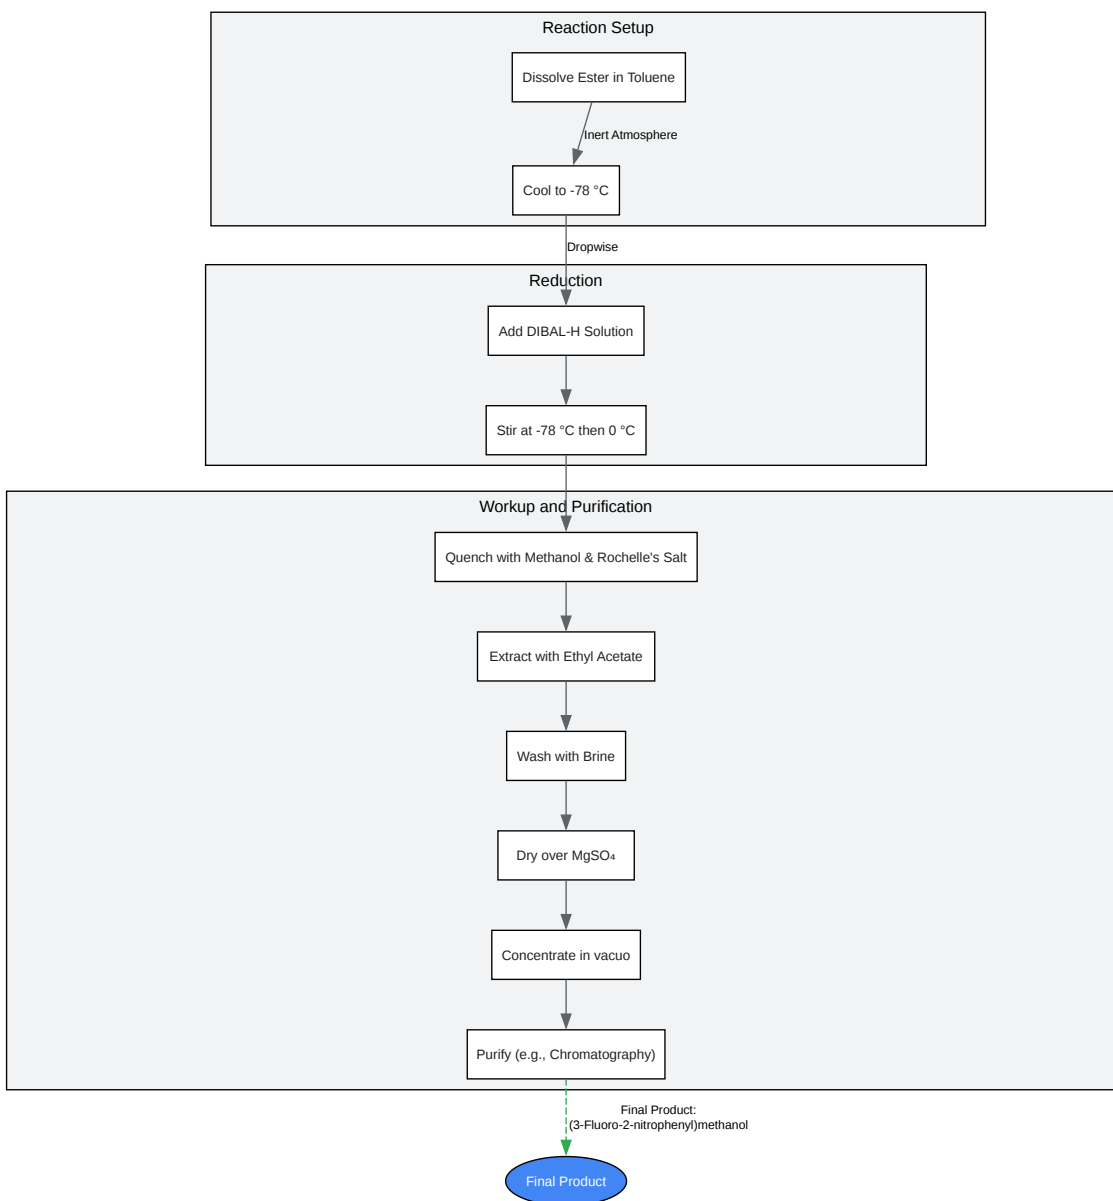 Reaction Setup
Dissolve Ester in Toluene
Inert Atmosphere
Cool to -78 °C
Dropwise
Reduction
Add DIBAL-H Solution
Stir at -78 °C then 0 °C
Workup and Purification
Quench with Methanol & Rochelle's Salt
Extract with Ethyl Acetate
Wash with Brine
Dry over MgSO₄
Concentrate in vacuo
Purify (e.g., Chromatography)
Final Product:
(3-Fluoro-2-nitrophenyl)methanol
Final Product